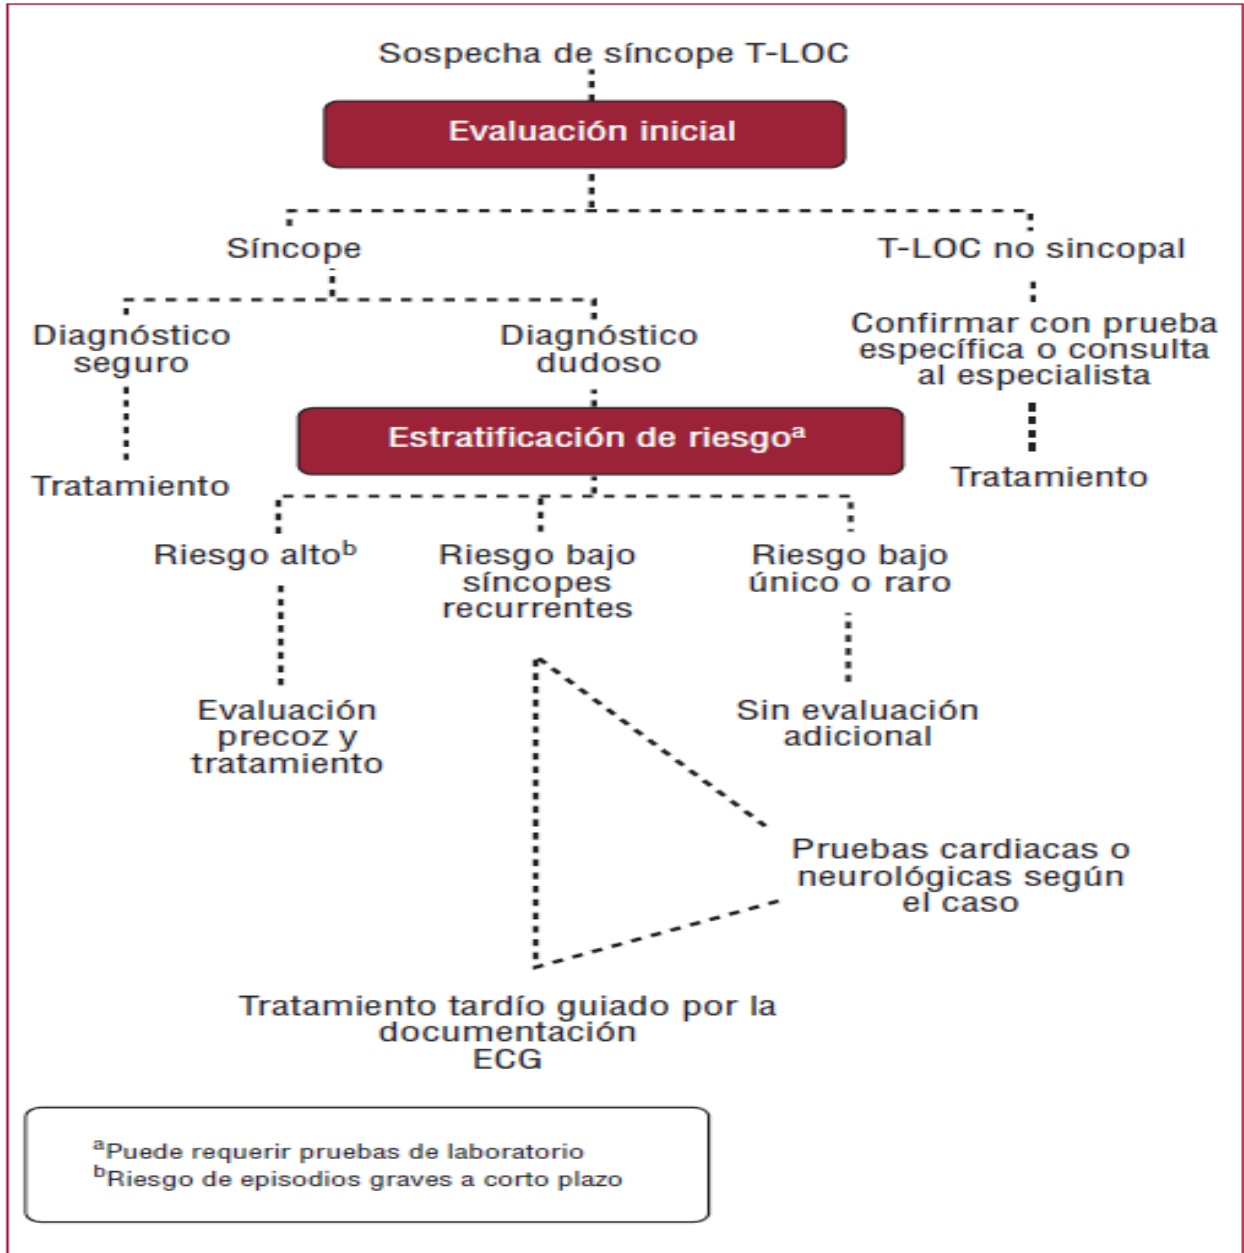 Sospecha de síncope T-LOC
Evaluación inicial
Síncope
T-LOC no sincopal
Diagnóstico
seguro
Diagnóstico
dudoso
Confirmar con prueba
específica o consulta
al especialista
Estratificación de riesgoᵃ
Tratamiento
Tratamiento
Riesgo altoᵇ
Riesgo bajo
síncopes
recurrentes
Riesgo bajo
único o raro
Evaluación
precoz y
tratamiento
Sin evaluación
adicional
Pruebas cardiacas o
neurológicas según
el caso
Tratamiento tardío guiado por la
documentación
ECG
ᵃPuede requerir pruebas de laboratorio
ᵇRiesgo de episodios graves a corto plazo